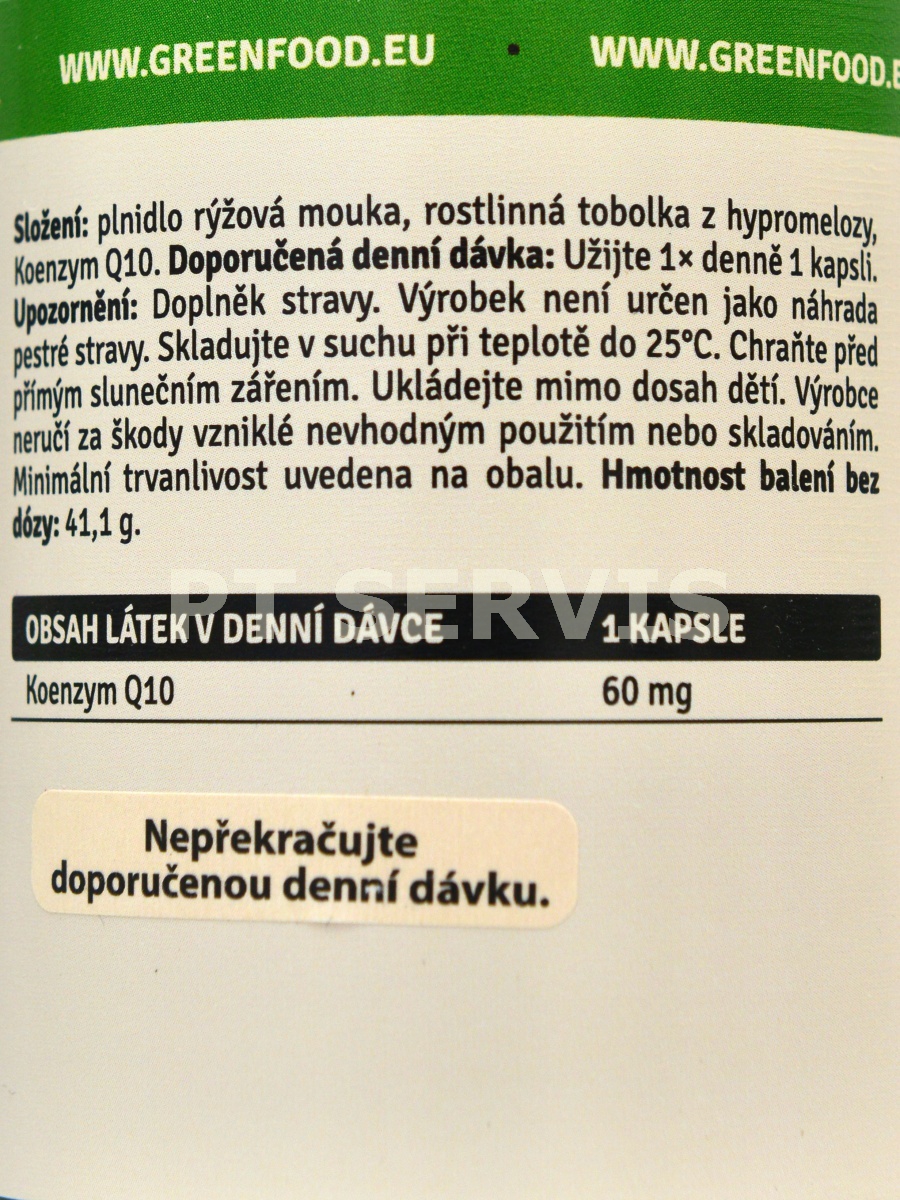 WWW.GREENFOOD.EU • WWW.GREENFOOD.E
Složení: plnidlo rýžová mouka, rostlinná tobolka z hypromelozy,
Koenzym Q10. Doporučená denní dávka: Užijte 1× denně 1 kapsli.
Upozornění: Doplněk stravy. Výrobek není určen jako náhrada
pestré stravy. Skladujte v suchu při teplotě do 25°C. Chraňte před
přímým slunečním zářením. Ukládejte mimo dosah dětí. Výrobce
neručí za škody vzniklé nevhodným použitím nebo skladováním.
Minimální trvanlivost uvedena na obalu. Hmotnost balení bez
dózy: 41,1 g.
PT SERVIS
OBSAH LÁTEK V DENNÍ DÁVCE 1 KAPSLE
Koenzym Q10 60 mg
Nepřekračujte
doporučenou denní dávku.